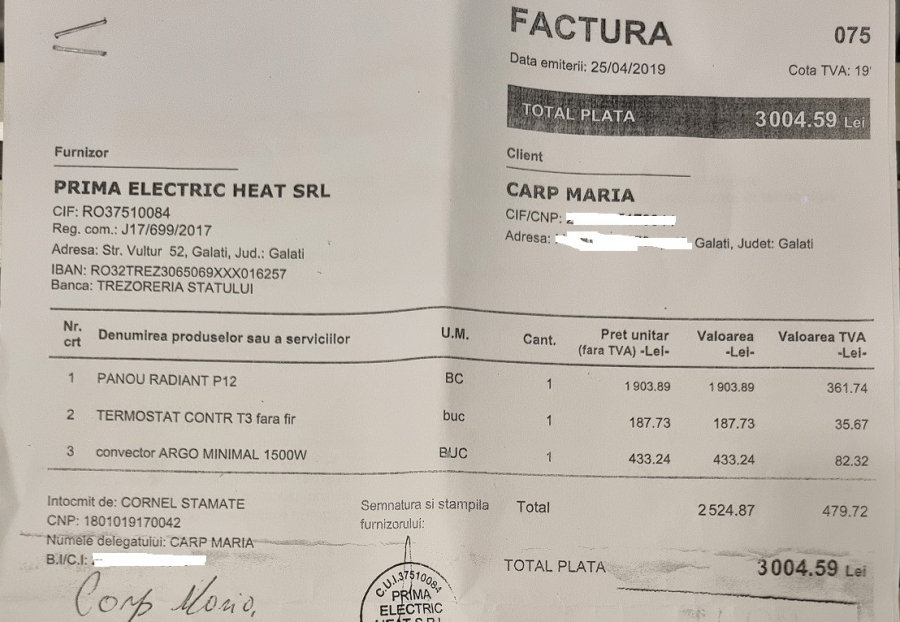 FACTURA
075
Data emiterii: 25/04/2019
Cota TVA: 19
TOTAL PLATA 3004.59 Lei
Furnizor
PRIMA ELECTRIC HEAT SRL
CIF: RO37510084
Reg. com.: J17/699/2017
Adresa: Str. Vultur 52, Galati, Jud.: Galati
IBAN: RO32TREZ3065069XXX016257
Banca: TREZORERIA STATULUI
Client
CARP MARIA
CIF/CNP:
Adresa: Galati, Judet: Galati
Nr. crt Denumirea produselor sau a serviciilor U.M. Cant. Pret unitar (fara TVA) -Lei- Valoarea -Lei- Valoarea TVA -Lei-
1 PANOU RADIANT P12 BC 1 1903.89 1903.89 361.74
2 TERMOSTAT CONTR T3 fara fir buc 1 187.73 187.73 35.67
3 convector ARGO MINIMAL 1500W BUC 1 433.24 433.24 82.32
Intocmit de: CORNEL STAMATE
CNP: 1801019170042
Numele delegatului: CARP MARIA
B.I/C.I:
Carp Maria
Semnatura si stampila
furnizorului:
C.U.I.37510084
PRIMA
ELECTRIC
HEAT SRL
Total 2524.87 479.72
TOTAL PLATA 3004.59 Lei